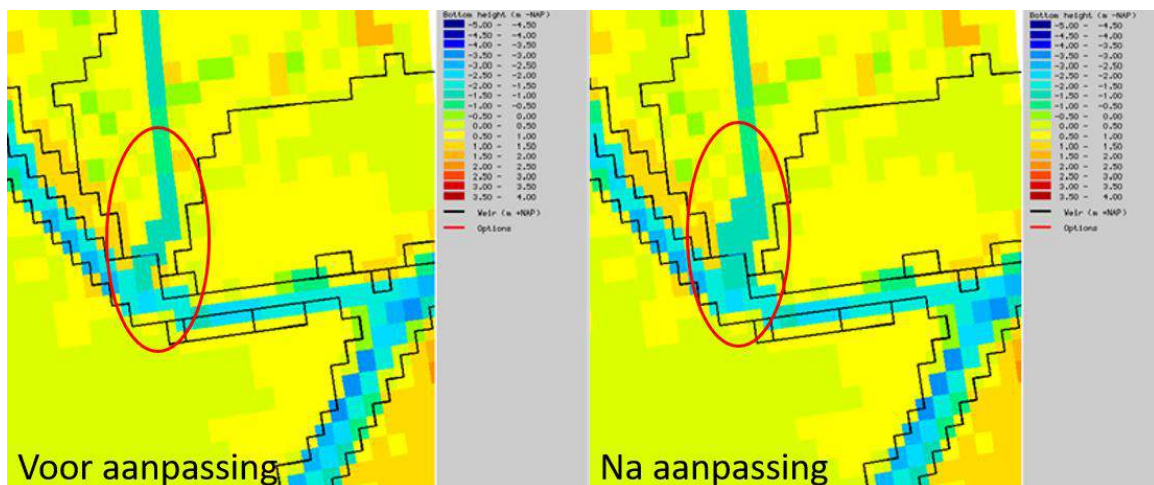 Bottom height (m -NAP)
-5.00 - -4.50
-4.50 - -4.00
-4.00 - -3.50
-3.50 - -3.00
-3.00 - -2.50
-2.50 - -2.00
-2.00 - -1.50
-1.50 - -1.00
-1.00 - -0.50
-0.50 - 0.00
0.00 - 0.50
0.50 - 1.00
1.00 - 1.50
1.50 - 2.00
2.00 - 2.50
2.50 - 3.00
3.00 - 3.50
3.50 - 4.00
Weir (m +NAP)
Options
Voor aanpassing
Bottom height (m -NAP)
-5.00 - -4.50
-4.50 - -4.00
-4.00 - -3.50
-3.50 - -3.00
-3.00 - -2.50
-2.50 - -2.00
-2.00 - -1.50
-1.50 - -1.00
-1.00 - -0.50
-0.50 - 0.00
0.00 - 0.50
0.50 - 1.00
1.00 - 1.50
1.50 - 2.00
2.00 - 2.50
2.50 - 3.00
3.00 - 3.50
3.50 - 4.00
Weir (m +NAP)
Options
Na aanpassing